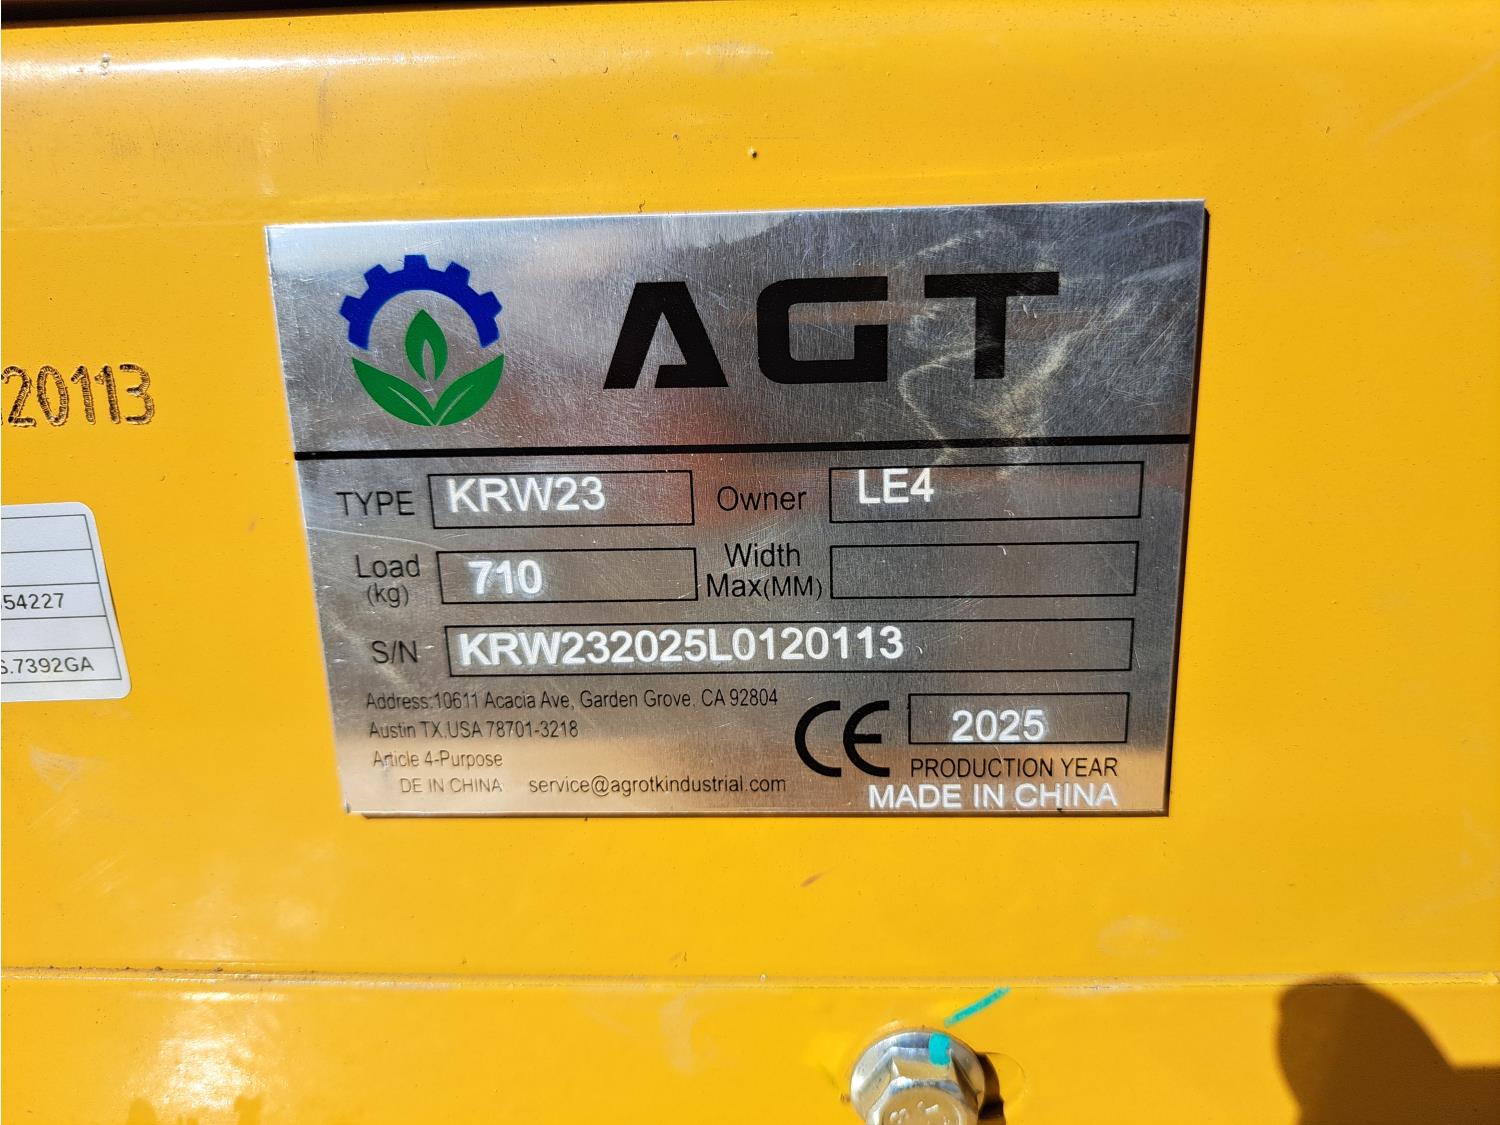 AGT
20113
TYPE KRW23 Owner LE4
Load (kg) 710 Width Max(MM)
S/N KRW232025L0120113
54227
S.7392GA
Address:10611 Acacia Ave, Garden Grove. CA 92804
Austin TX.USA 78701-3218
Article 4-Purpose
DE IN CHINA service@agrotkindustrial.com
CE 2025
PRODUCTION YEAR
MADE IN CHINA